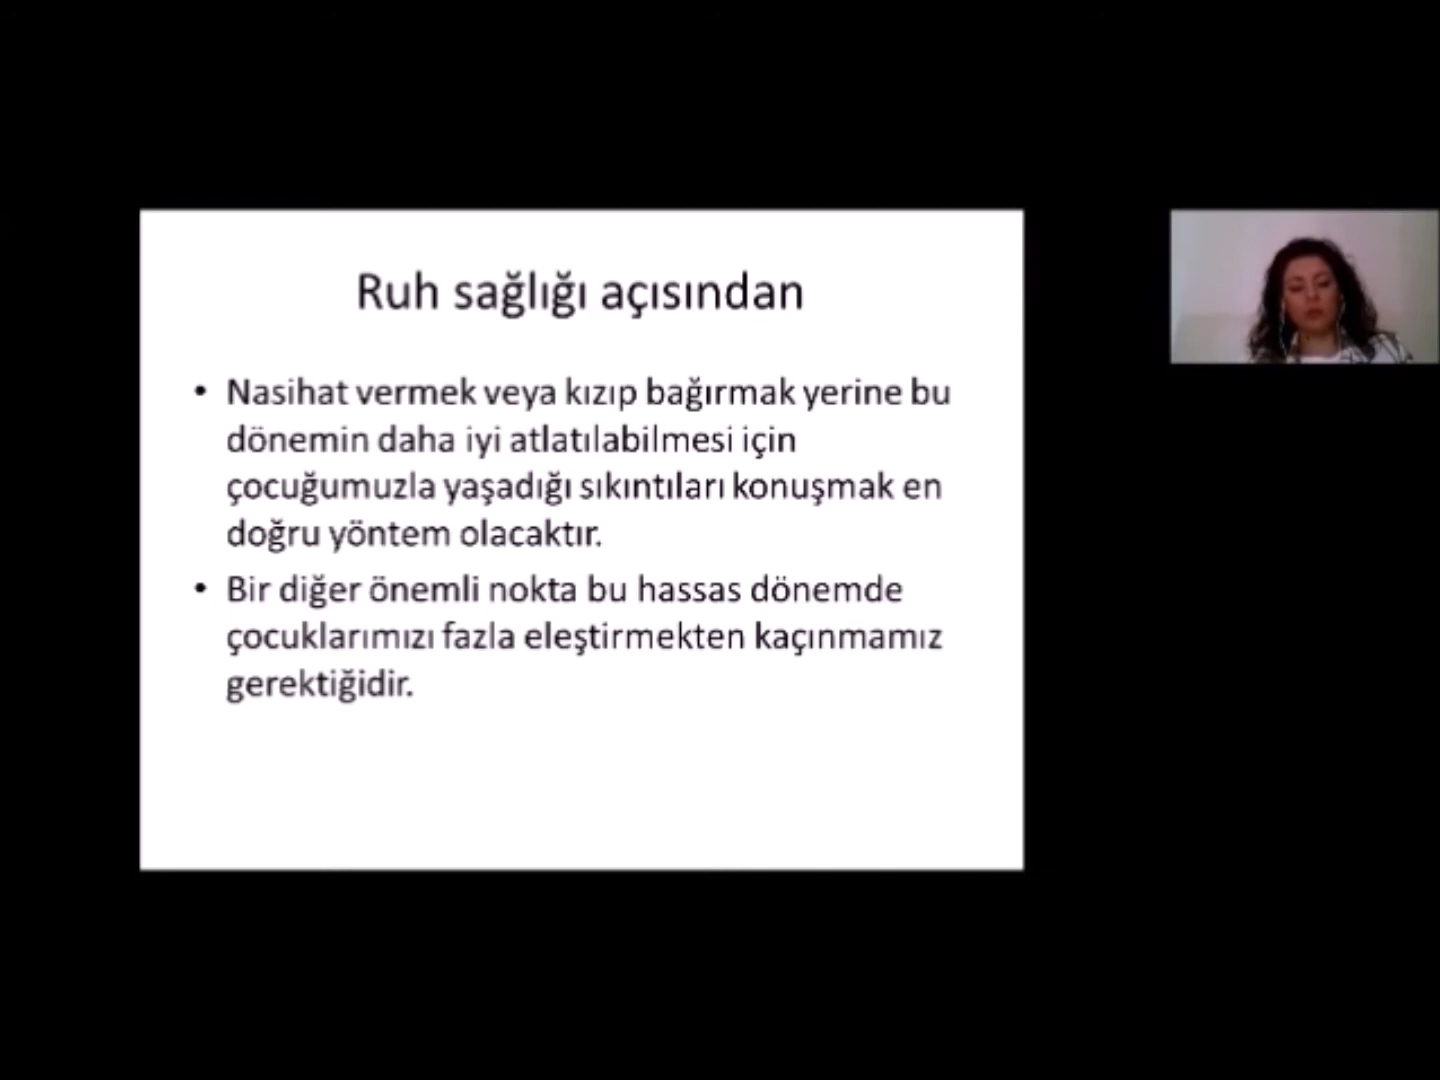 Ruh sağlığı açısından
• Nasihat vermek veya kızıp bağırmak yerine bu
dönemin daha iyi atlatılabilmesi için
çocuğumuzla yaşadığı sıkıntıları konuşmak en
doğru yöntem olacaktır.
• Bir diğer önemli nokta bu hassas dönemde
çocuklarımızı fazla eleştirmekten kaçınmamız
gerektiğidir.